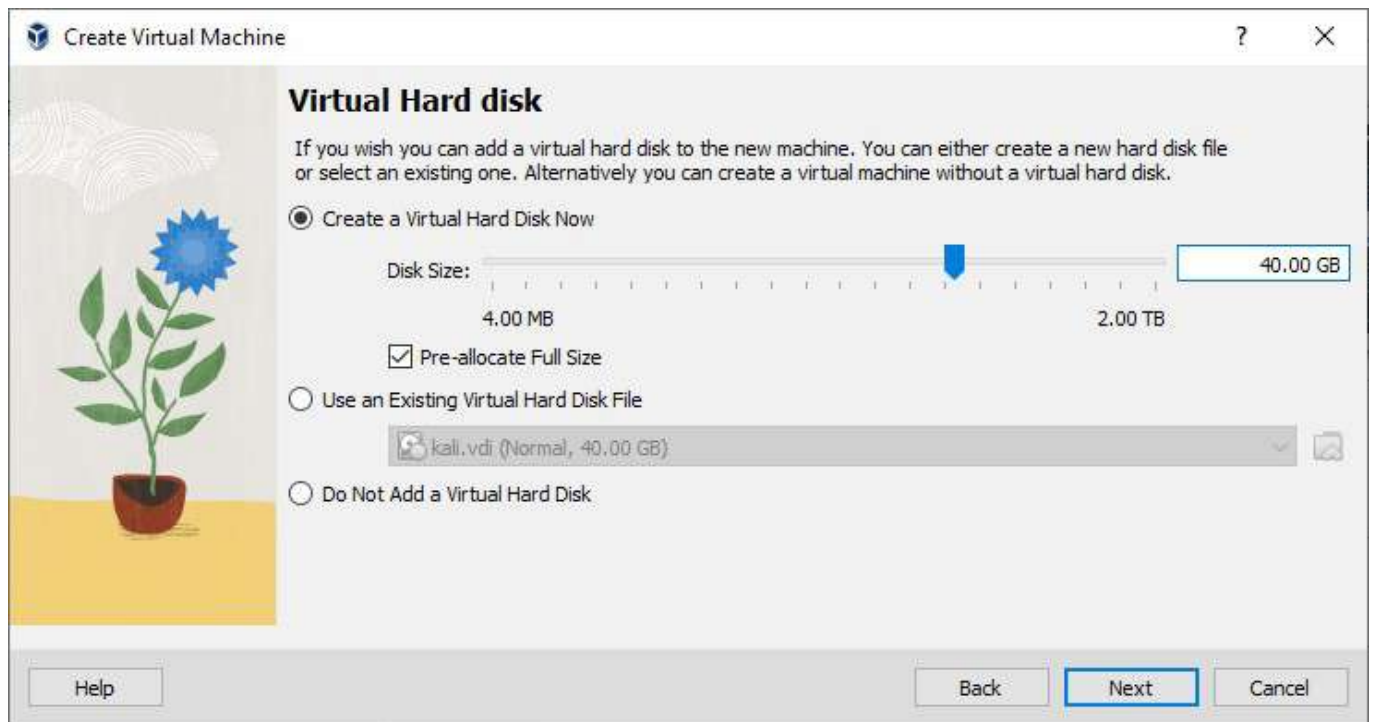 Create Virtual Machine
?
Virtual Hard disk
If you wish you can add a virtual hard disk to the new machine. You can either create a new hard disk file
or select an existing one. Alternatively you can create a virtual machine without a virtual hard disk.
Create a Virtual Hard Disk Now
Disk Size:
40.00 GB
4.00 MB
2.00 TB
Pre-allocate Full Size
Use an Existing Virtual Hard Disk File
kali.vdi (Normal, 40.00 GB)
Do Not Add a Virtual Hard Disk
Help
Back
Next
Cancel